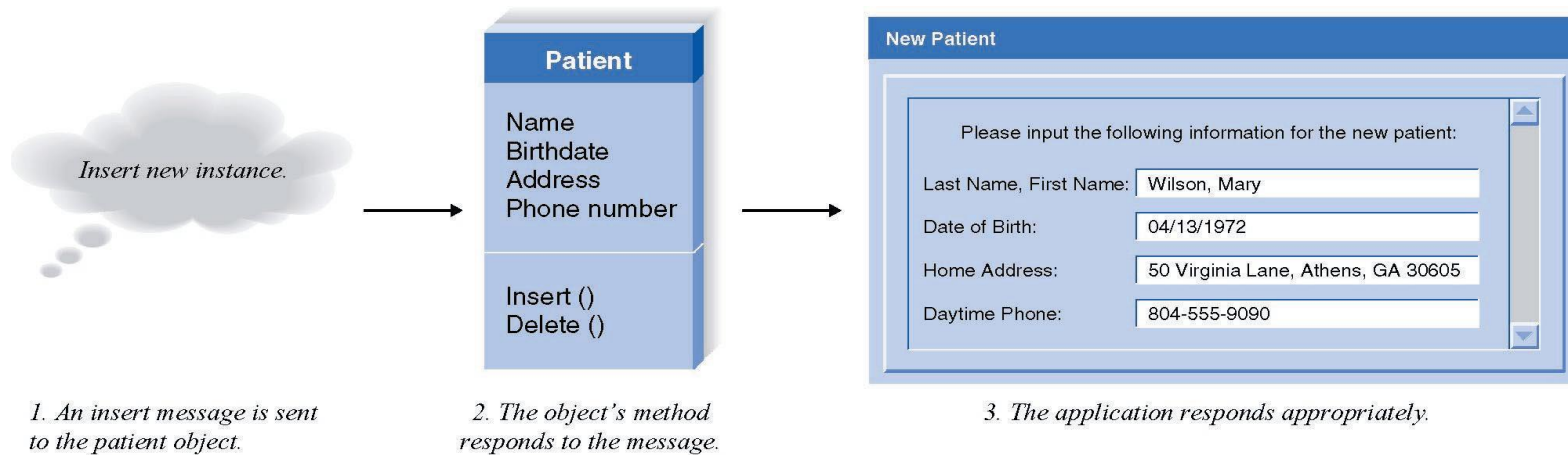 Insert new instance.
1. An insert message is sent
to the patient object.
Patient
Name
Birthdate
Address
Phone number
Insert ()
Delete ()
2. The object’s method
responds to the message.
New Patient
Please input the following information for the new patient:
Last Name, First Name: Wilson, Mary
Date of Birth: 04/13/1972
Home Address: 50 Virginia Lane, Athens, GA 30605
Daytime Phone: 804-555-9090
3. The application responds appropriately.